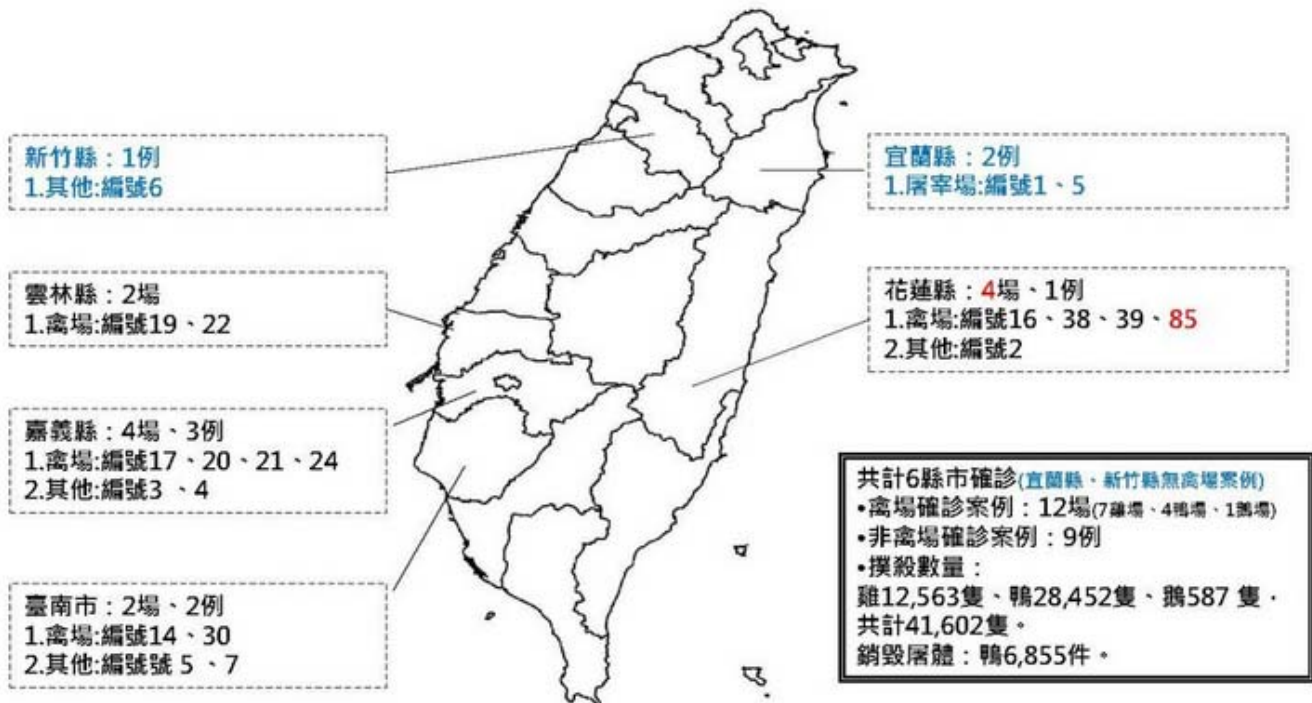 新竹縣：1例
1.其他:編號6
宜蘭縣：2例
1.屠宰場:編號1、5
雲林縣：2場
1.禽場:編號19、22
花蓮縣：4場、1例
1.禽場:編號16、38、39、85
2.其他:編號2
嘉義縣：4場、3例
1.禽場:編號17、20、21、24
2.其他:編號3 、4
臺南市：2場、2例
1.禽場:編號14、30
2.其他:編號號 5 、7
共計6縣市確診(宜蘭縣、新竹縣無禽場案例)
•禽場確診案例：12場(7雞場、4鴨場、1鵝場)
•非禽場確診案例：9例
•撲殺數量：
雞12,563隻、鴨28,452隻、鵝587 隻，
共計41,602隻。
銷毀屠體：鴨6,855件。